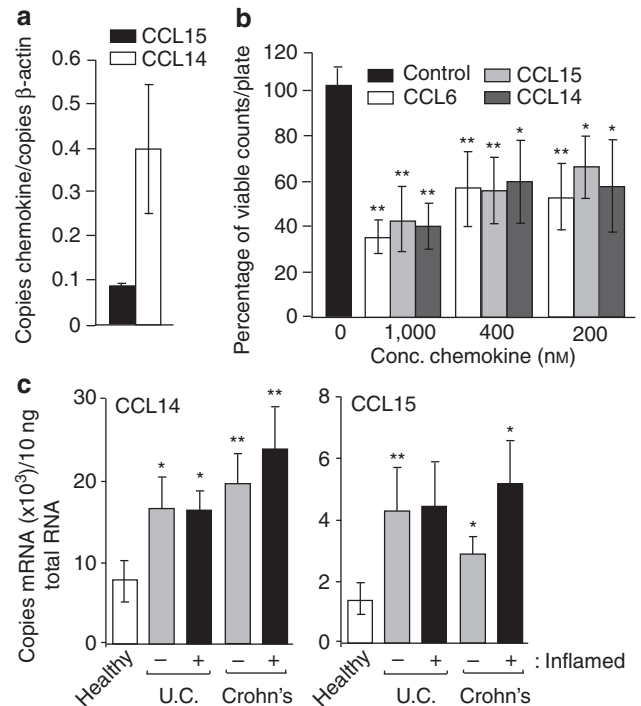 a
CCL15
CCL14
Copies chemokine/copies β-actin
0.6
0.5
0.4
0.3
0.2
0.1
0
b
Percentage of viable counts/plate
120
100
80
60
40
20
0
Control
CCL6
CCL15
CCL14
** ** **
** ** *
** * *
0 1,000 400 200
Conc. chemokine (nM)
c
Copies mRNA (x10³)/10 ng
total RNA
CCL14
30
20
10
0
* * ** **
Healthy
− + − +
U.C. Crohn's
CCL15
8
6
4
2
0
** * *
Healthy
− + − + : Inflamed
U.C. Crohn's